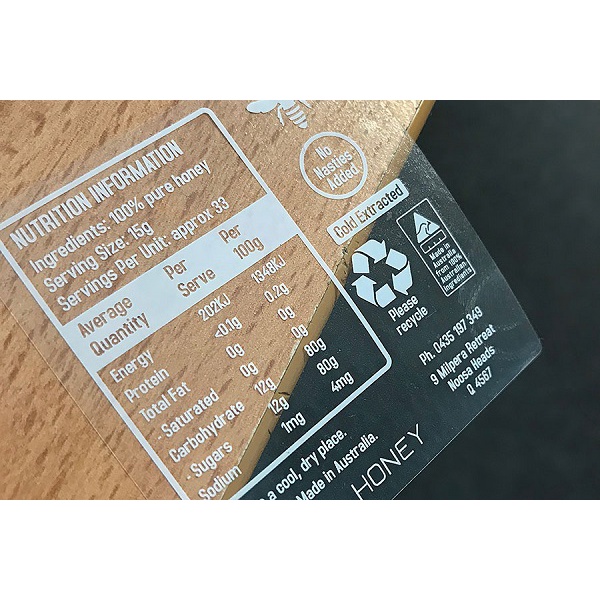 NUTRITION INFORMATION
Ingredients: 100% pure honey
Serving Size: 15g
Servings Per Unit: approx 33
Average Quantity Per Serve Per 100g
Energy 202KJ 1348KJ
Protein <0.1g 0.2g
Total Fat 0g 0g
- Saturated 0g 0g
Carbohydrate 12g 80g
- Sugars 12g 80g
Sodium 1mg 4mg
No
Nasties
Added
Cold Extracted
Please
recycle
Made in
Australia
from 100%
Australian
ingredients
Ph. 0435 197 349
9 Milpera Retreat
Noosa Heads
Q 4567
a cool, dry place.
Made in Australia.
HONEY